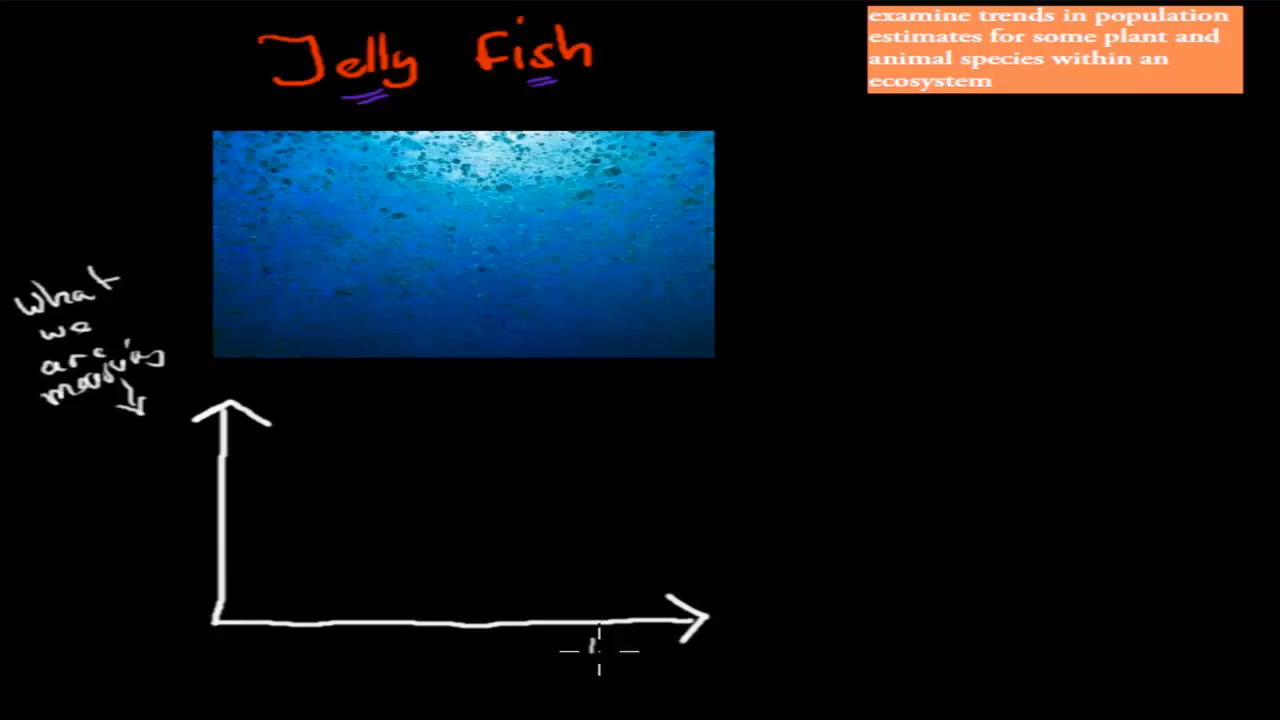 Jelly Fish
examine trends in population
estimates for some plant and
animal species within an
ecosystem
what
we
are